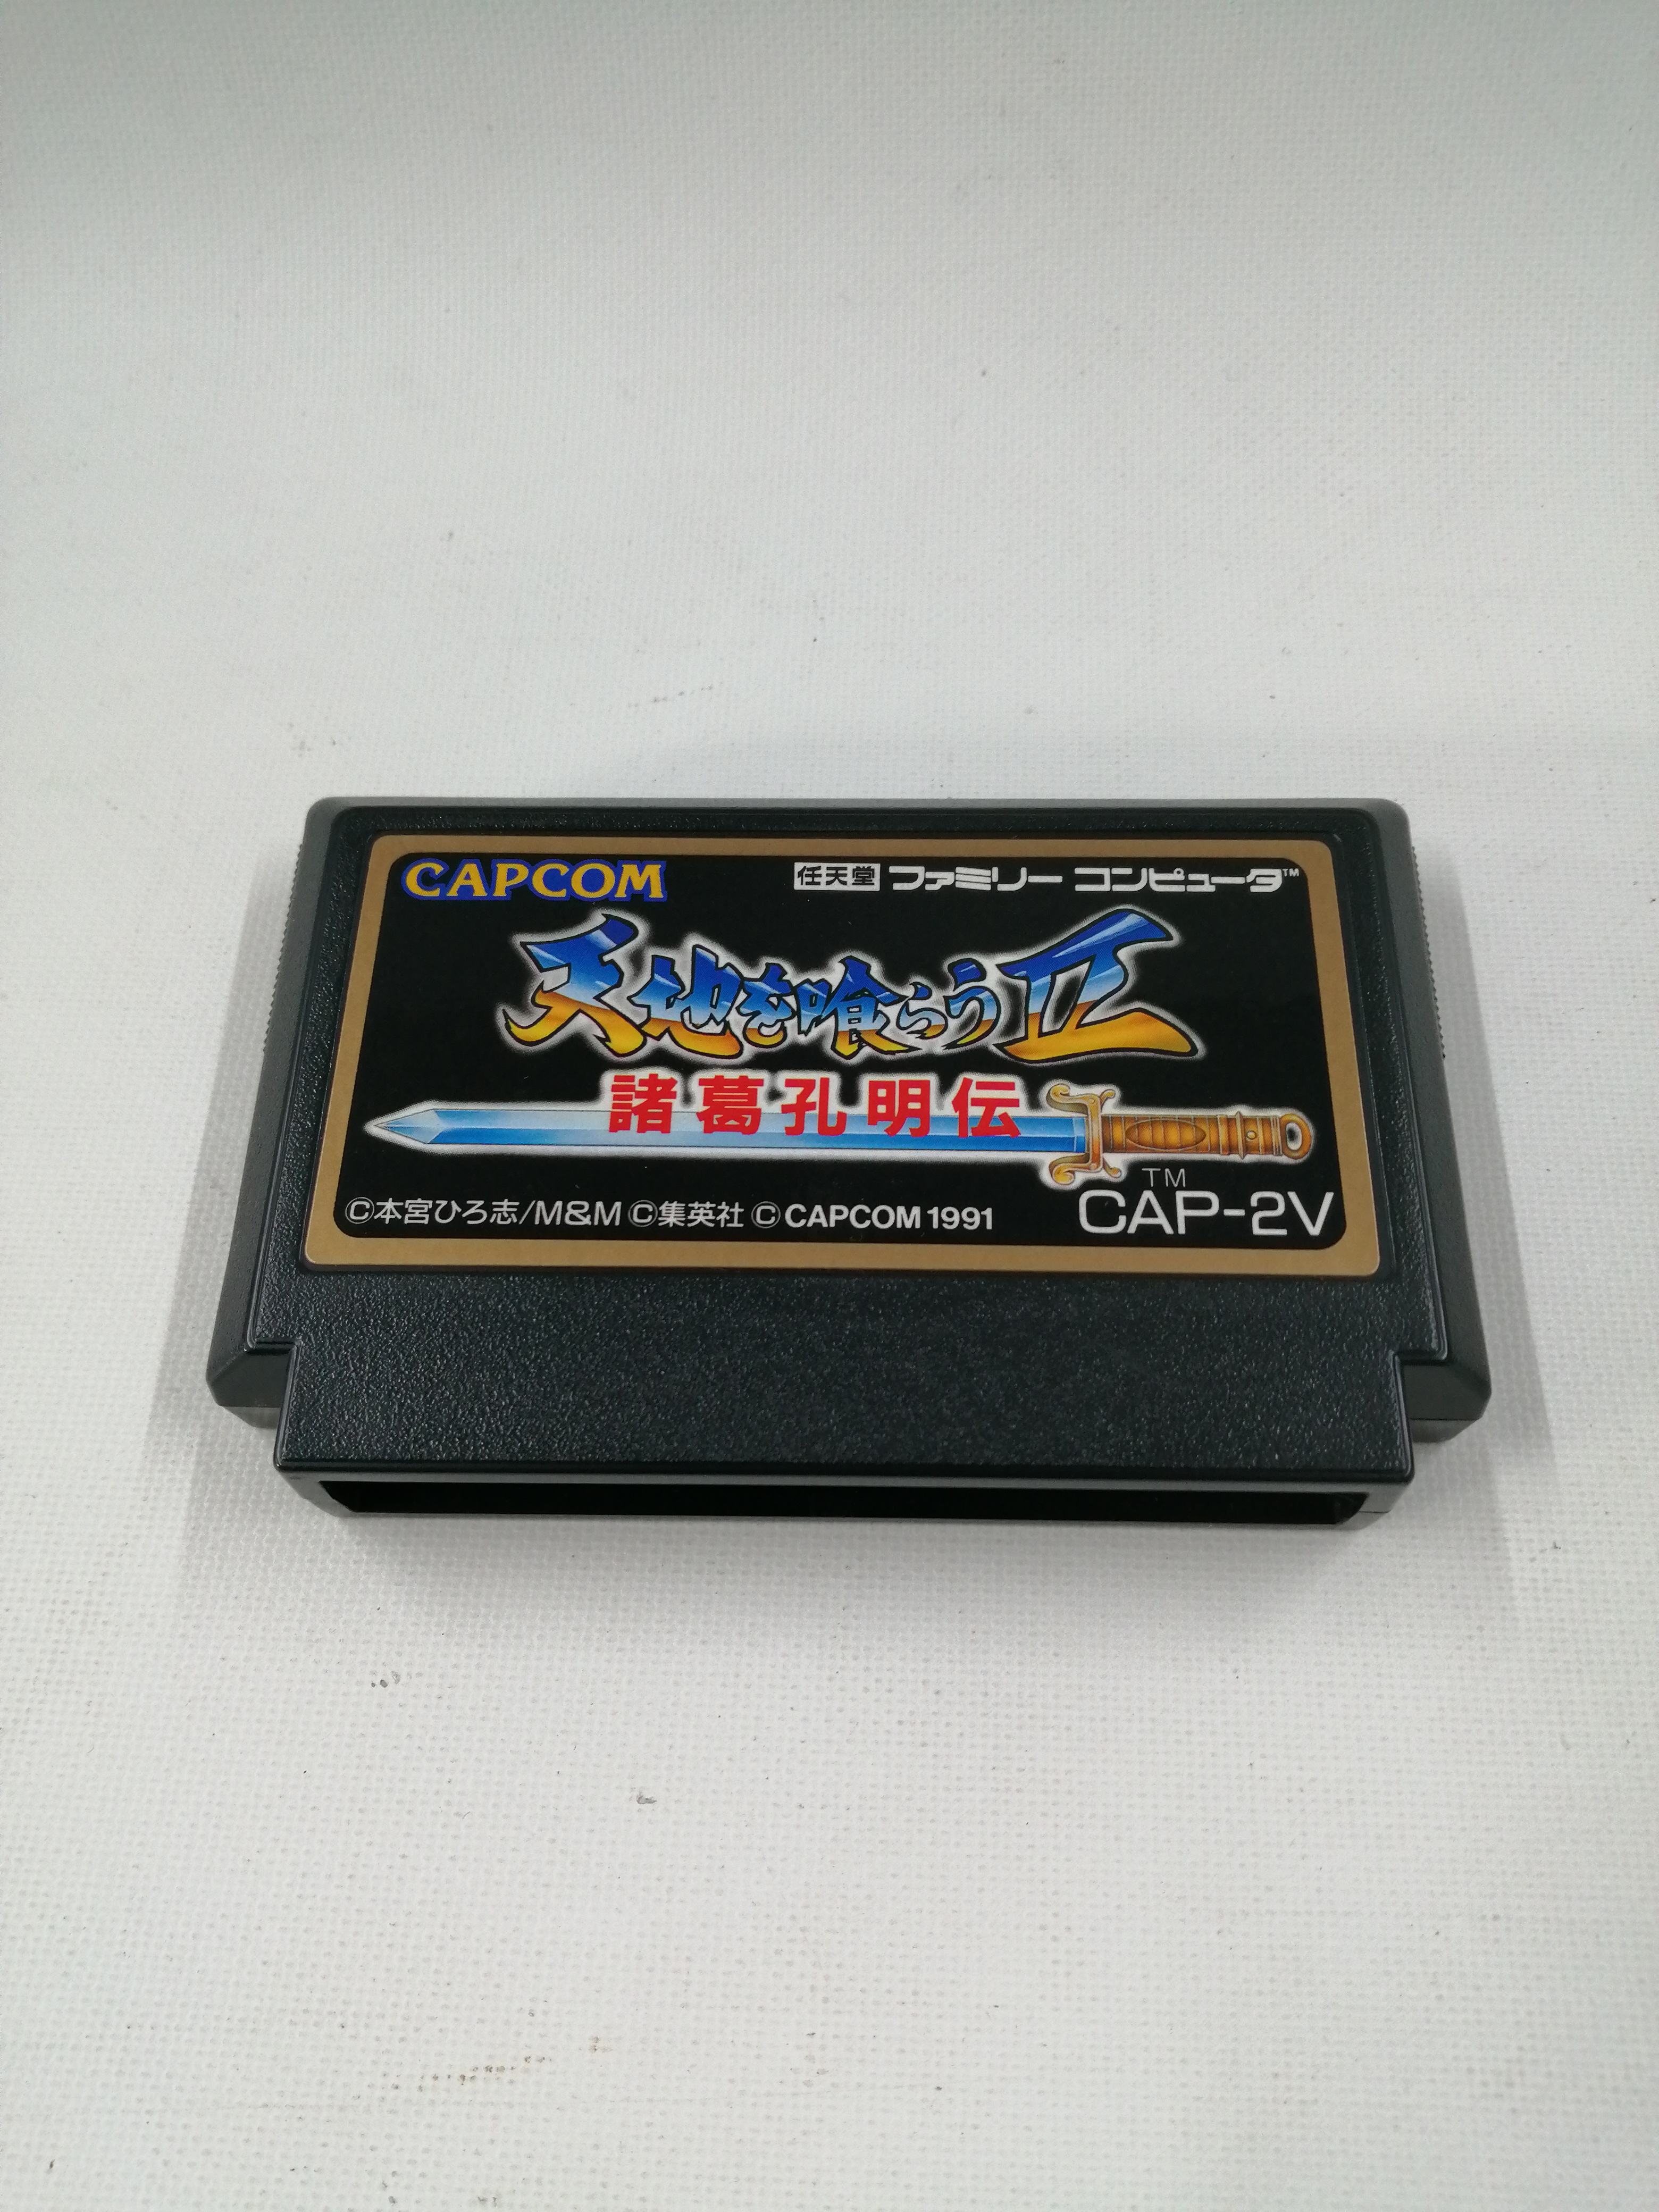 CAPCOM
任天堂 ファミリー コンピュータ™
天地を喰らうII
諸葛孔明伝
©本宮ひろ志/M&M ©集英社 ©CAPCOM 1991
TM
CAP-2V